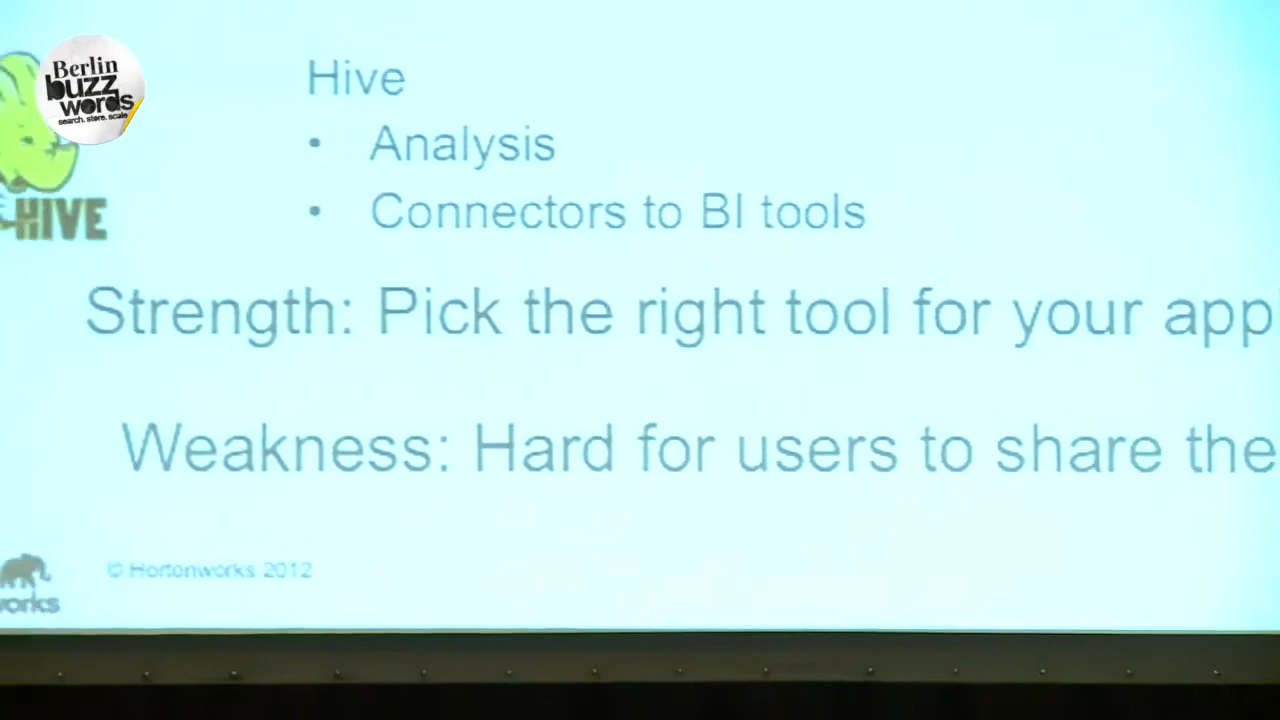 Berlin
buzz
words
search. store. scale
HIVE
Hive
• Analysis
• Connectors to BI tools
Strength: Pick the right tool for your app
Weakness: Hard for users to share the
© Hortonworks 2012
works